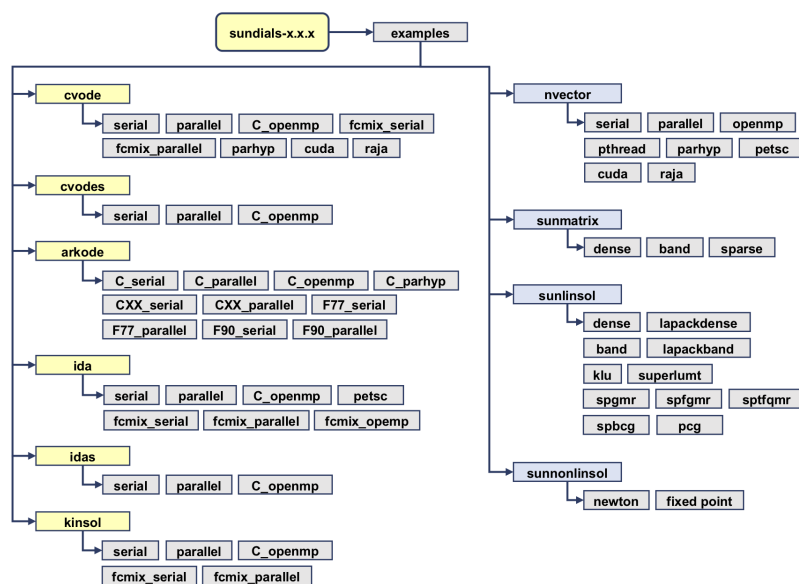 sundials-x.x.x examples
cvode
serial parallel C_openmp fcmix_serial
fcmix_parallel parhyp cuda raja
cvodes
serial parallel C_openmp
arkode
C_serial C_parallel C_openmp C_parhyp
CXX_serial CXX_parallel F77_serial
F77_parallel F90_serial F90_parallel
ida
serial parallel C_openmp petsc
fcmix_serial fcmix_parallel fcmix_opemp
idas
serial parallel C_openmp
kinsol
serial parallel C_openmp
fcmix_serial fcmix_parallel
nvector
serial parallel openmp
pthread parhyp petsc
cuda raja
sunmatrix
dense band sparse
sunlinsol
dense lapackdense
band lapackband
klu superlumt
spgmr spfgmr sptfqmr
spbcg pcg
sunnonlinsol
newton fixed point